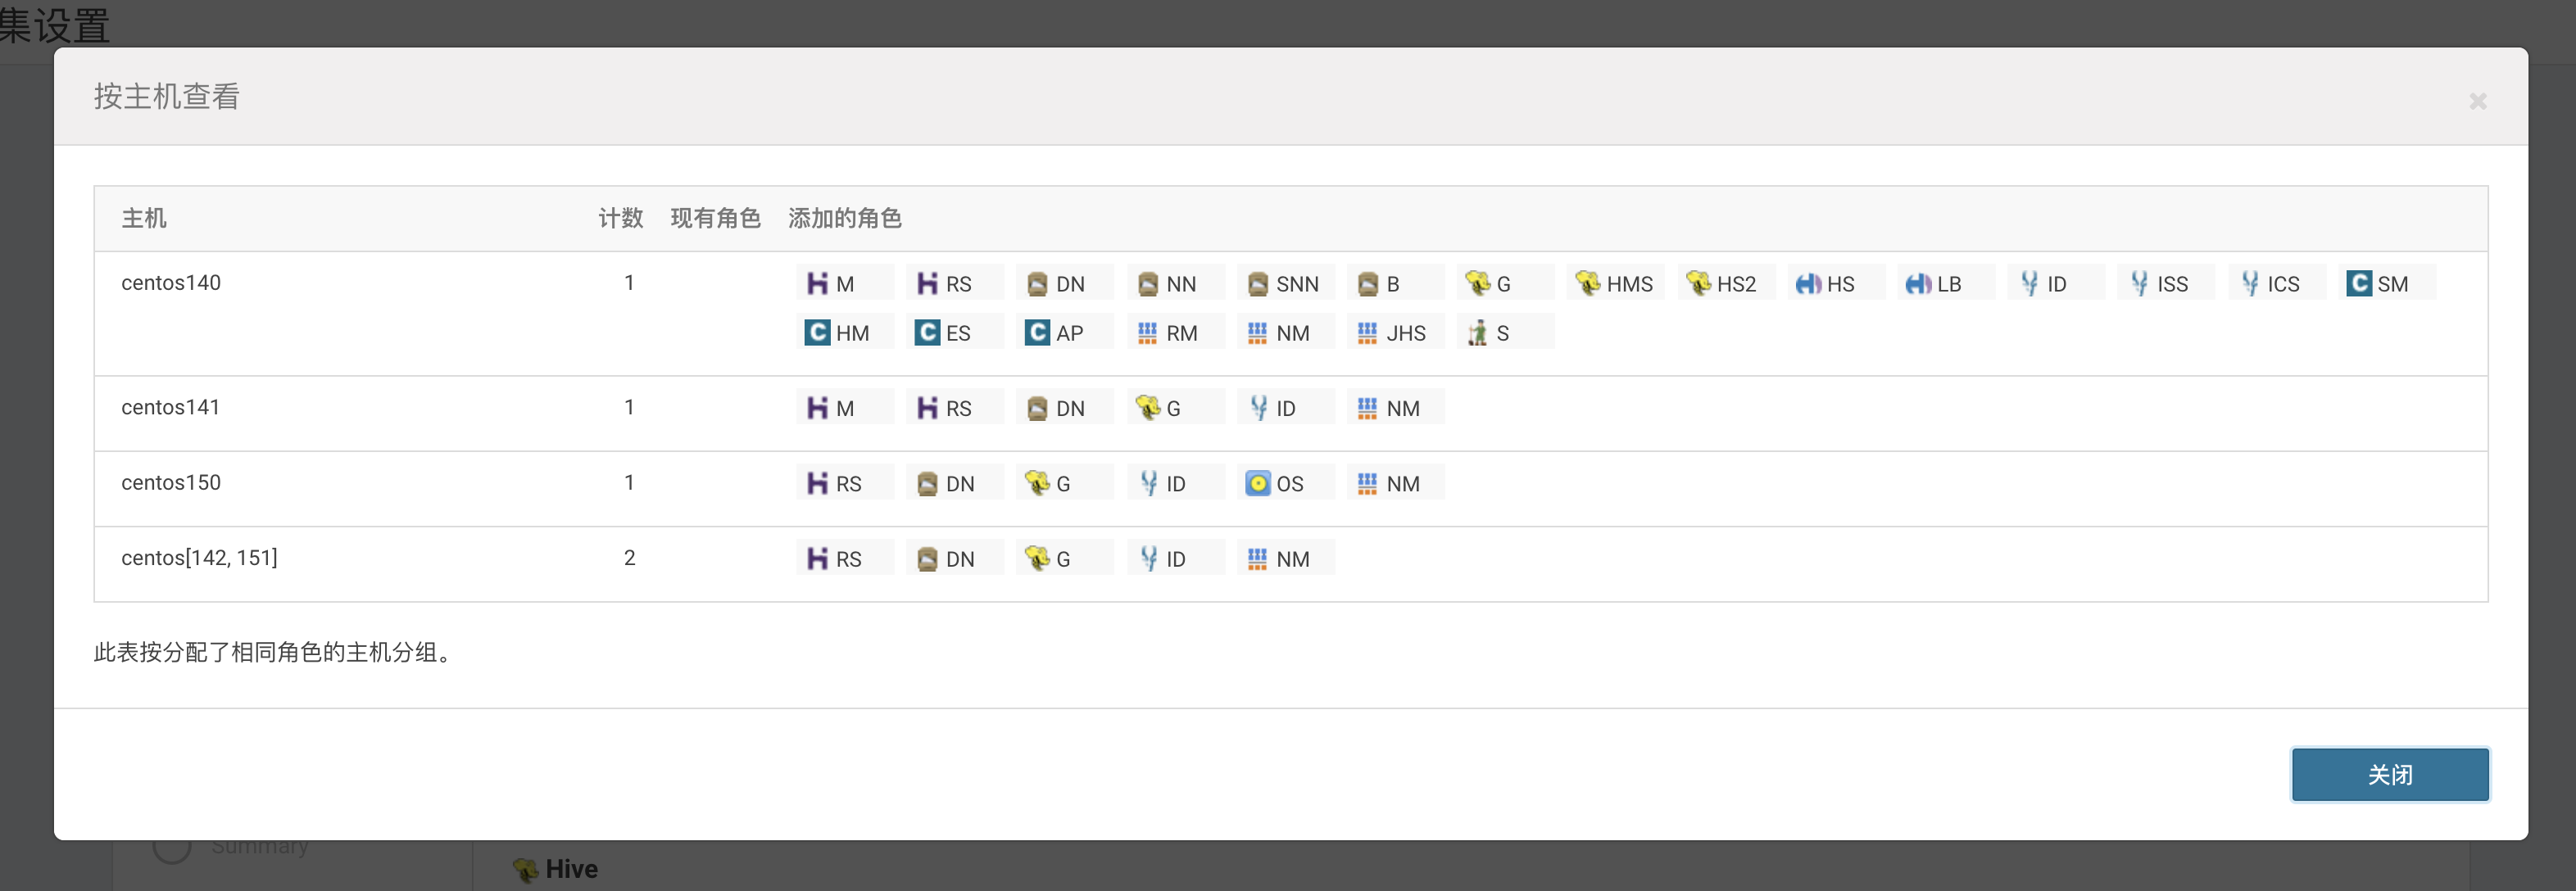 集设置
按主机查看
主机 计数 现有角色 添加的角色
centos140 1 M RS DN NN SNN B G HMS HS2 HS LB ID ISS ICS SM
HM ES AP RM NM JHS S
centos141 1 M RS DN G ID NM
centos150 1 RS DN G ID OS NM
centos[142, 151] 2 RS DN G ID NM
此表按分配了相同角色的主机分组。
关闭
Summary
Hive